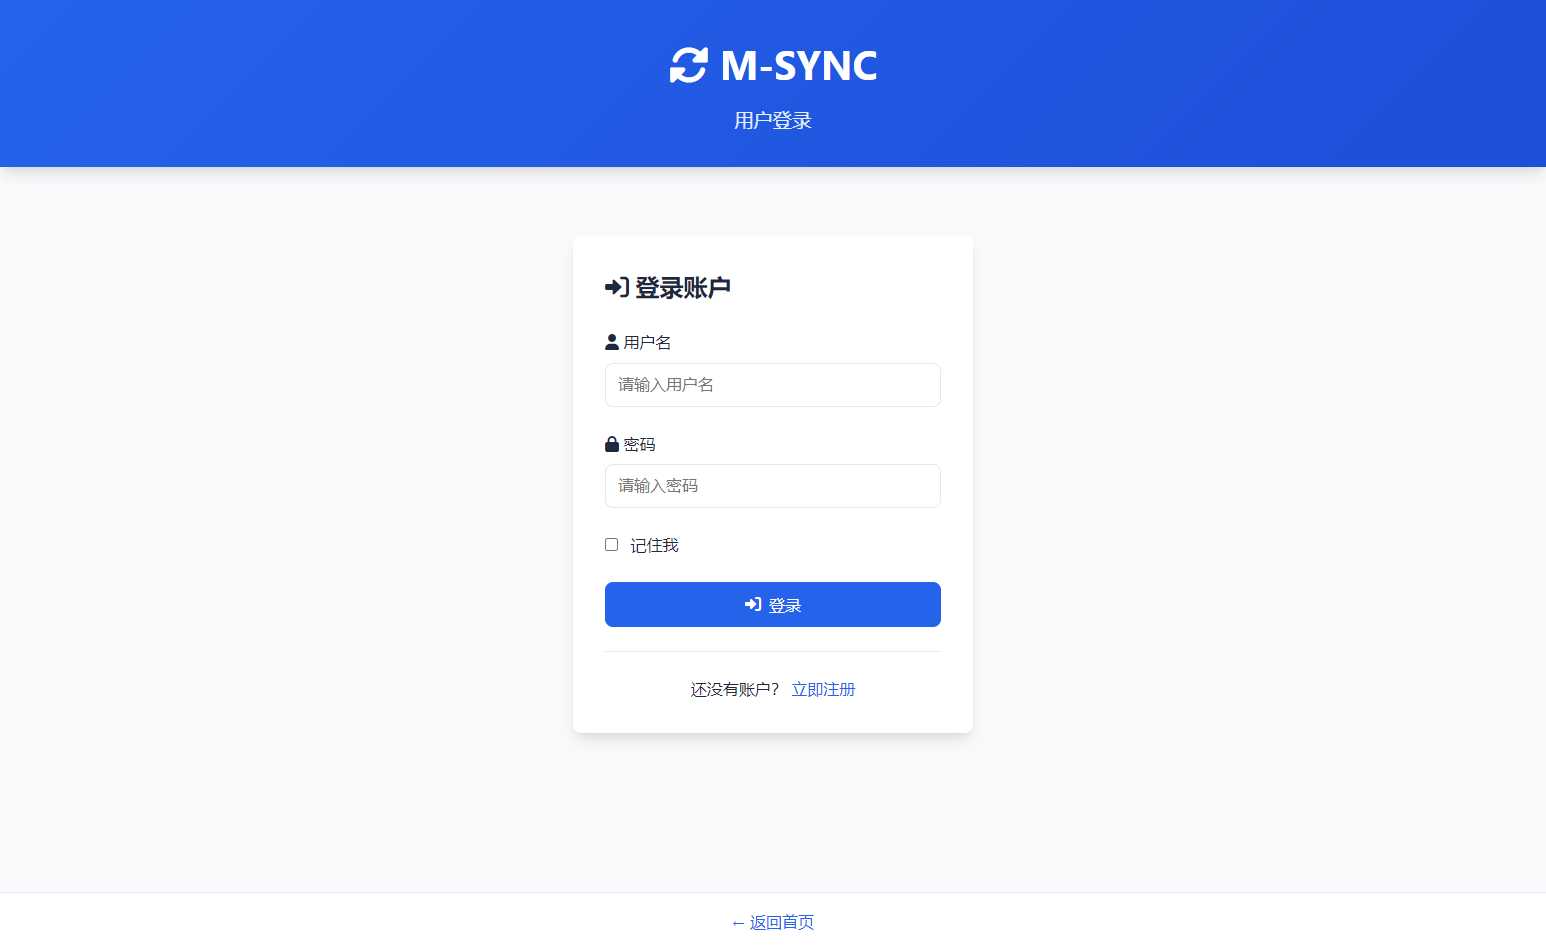 M-SYNC
用户登录
登录账户
用户名
请输入用户名
密码
请输入密码
记住我
登录
还没有账户？ 立即注册
← 返回首页